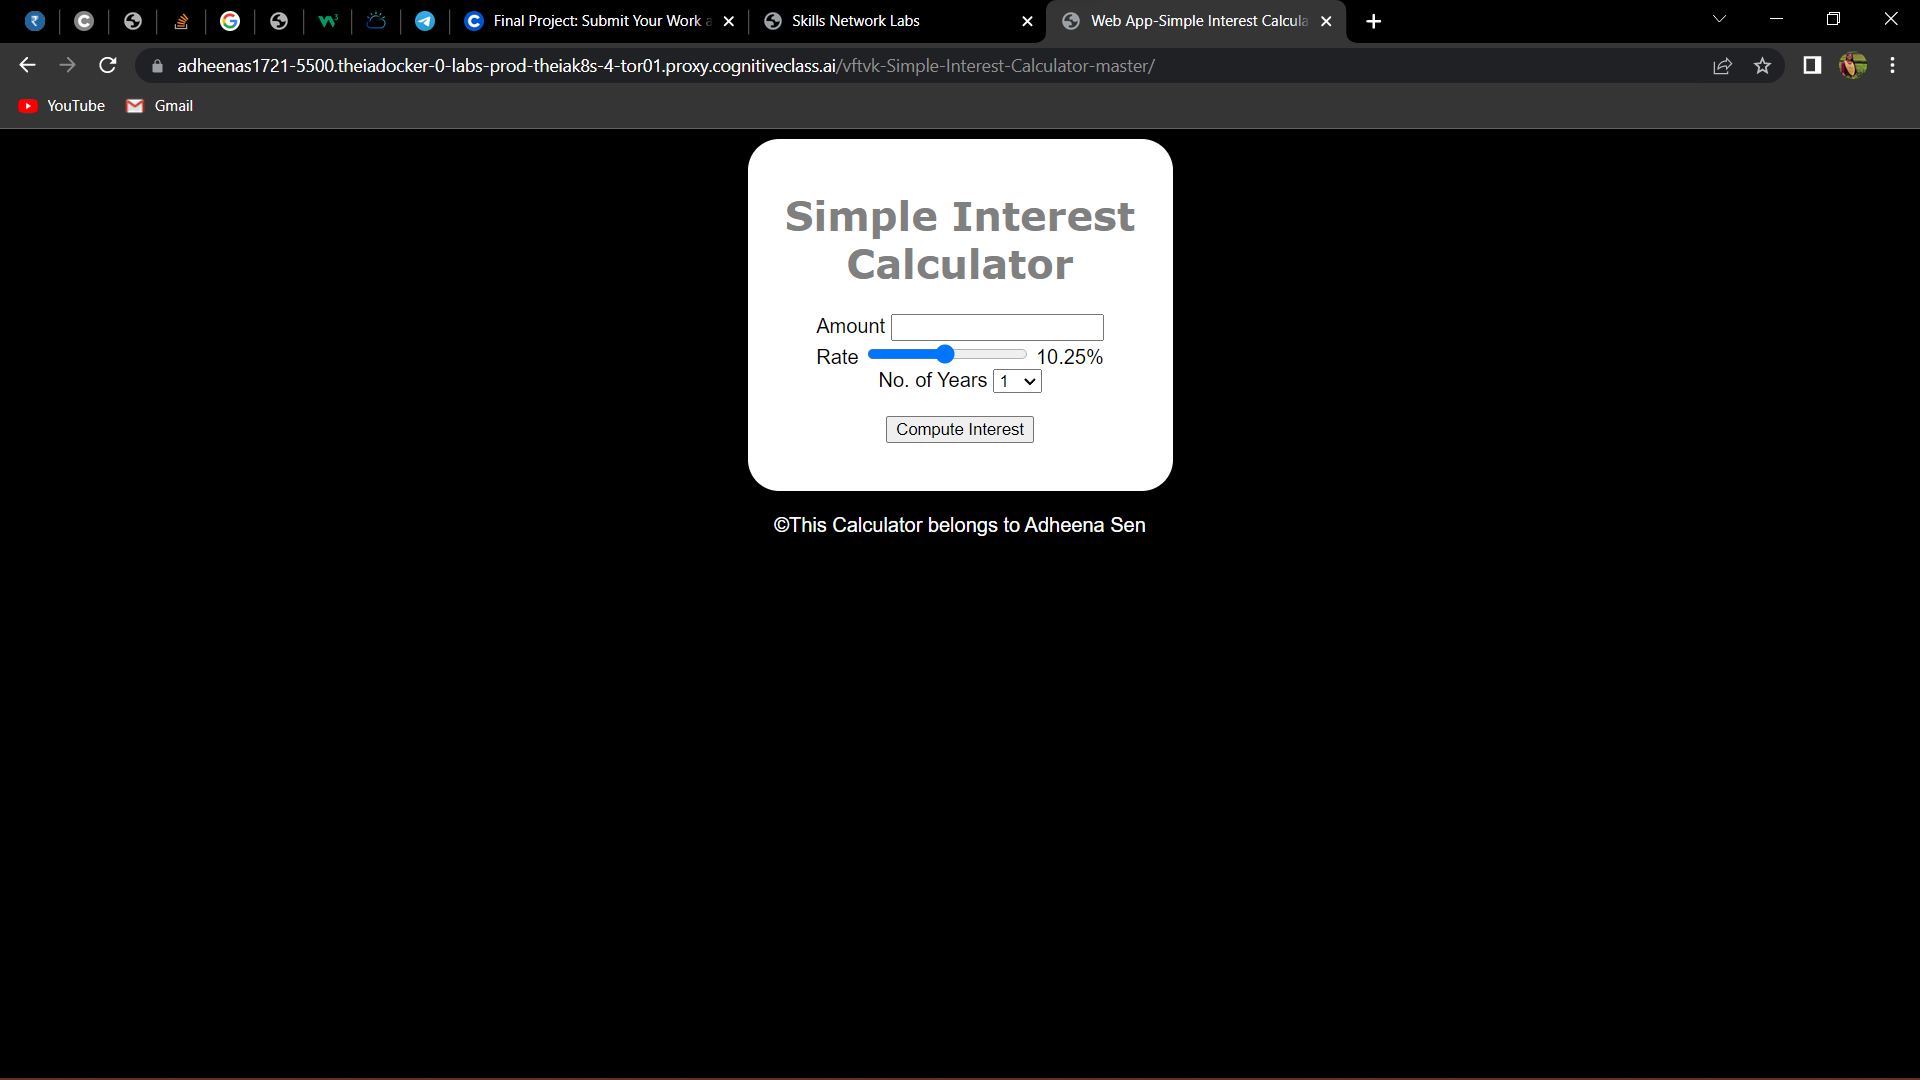 Final Project: Submit Your Work a
Skills Network Labs
Web App-Simple Interest Calcula
adheenas1721-5500.theiadocker-0-labs-prod-theiak8s-4-tor01.proxy.cognitiveclass.ai/vftvk-Simple-Interest-Calculator-master/
YouTube
Gmail
Simple Interest
Calculator
Amount
Rate 10.25%
No. of Years 1
Compute Interest
©This Calculator belongs to Adheena Sen